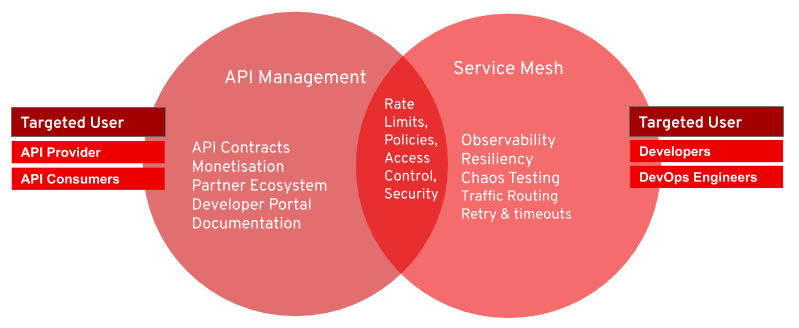 API Management
Service Mesh
Targeted User
API Provider
API Consumers
API Contracts
Monetisation
Partner Ecosystem
Developer Portal
Documentation
Rate
Limits,
Policies,
Access
Control,
Security
Observability
Resiliency
Chaos Testing
Traffic Routing
Retry & timeouts
Targeted User
Developers
DevOps Engineers